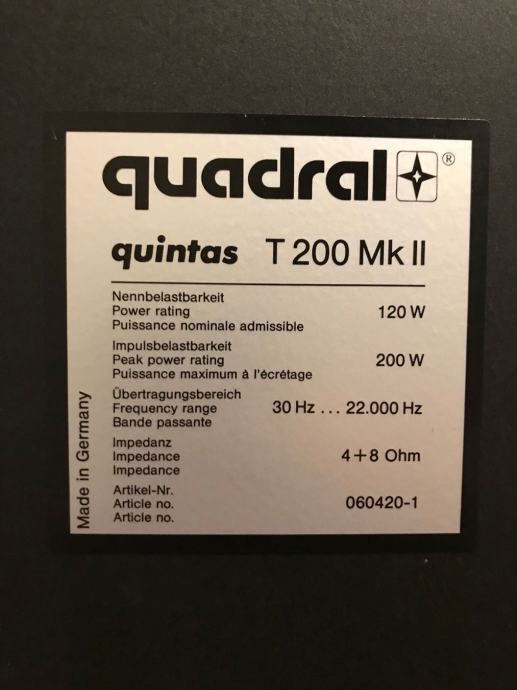 quadral ®
quintas T 200 Mk II
Nennbelastbarkeit
Power rating 120 W
Puissance nominale admissible
Impulsbelastbarkeit
Peak power rating 200 W
Puissance maximum à l'écrétage
Übertragungsbereich
Frequency range 30 Hz ... 22.000 Hz
Bande passante
Impedanz
Impedance 4+8 Ohm
Impedance
Artikel-Nr.
Article no. 060420-1
Article no.
Made in Germany